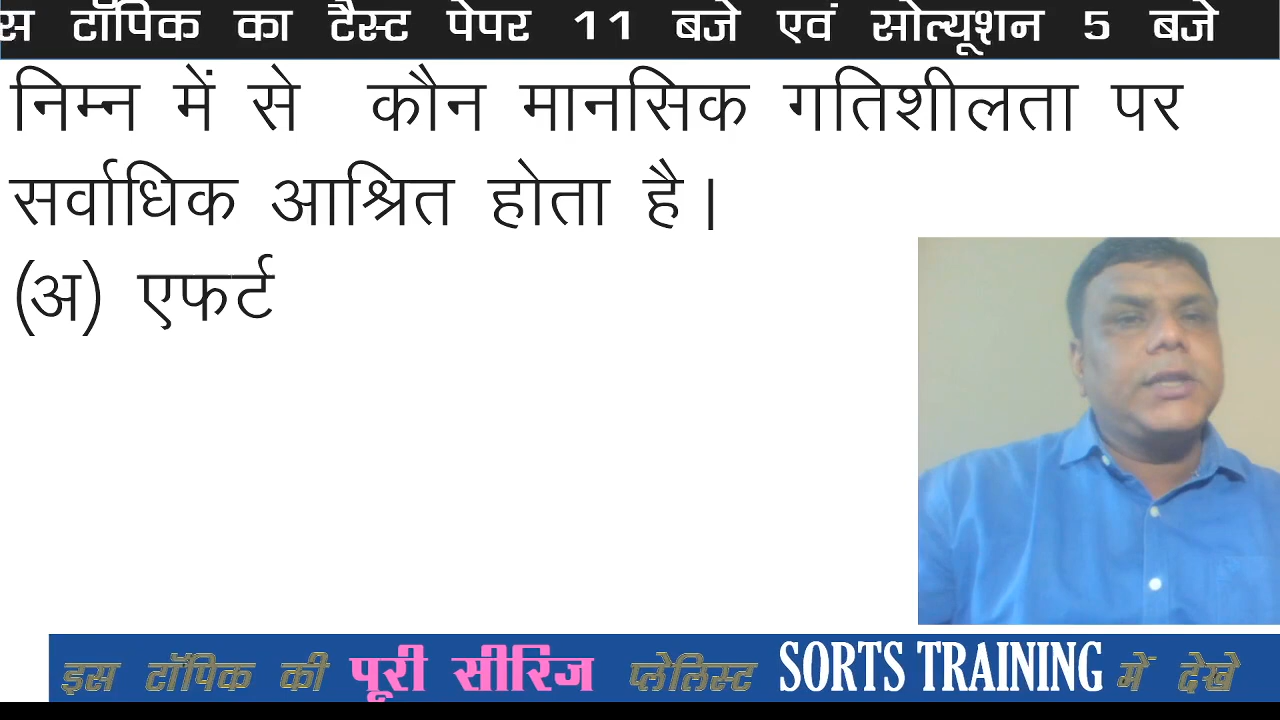 स टॉपिक का टैस्ट पेपर 11 बजे एवं सोल्यूशन 5 बजे
निम्न में से कौन मानसिक गतिशीलता पर
सर्वाधिक आश्रित होता है।
(अ) एफर्ट
इस टॉपिक की पूरी सीरिज प्लेलिस्ट SORTS TRAINING में देखे